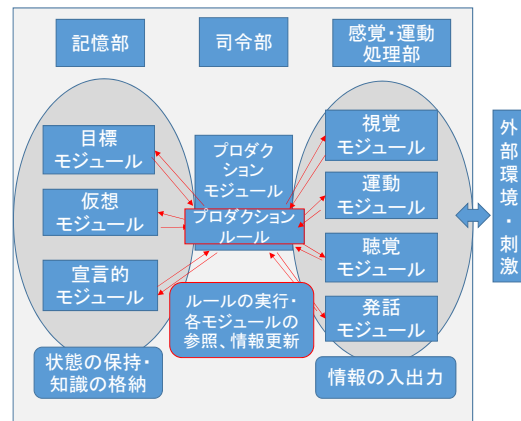 記憶部
司令部
感覚・運動
処理部
目標
モジュール
仮想
モジュール
宣言的
モジュール
状態の保持・
知識の格納
プロダク
ション
モジュール
プロダクション
ルール
ルールの実行・
各モジュールの
参照、情報更新
視覚
モジュール
運動
モジュール
聴覚
モジュール
発話
モジュール
情報の入出力
外部環境・刺激